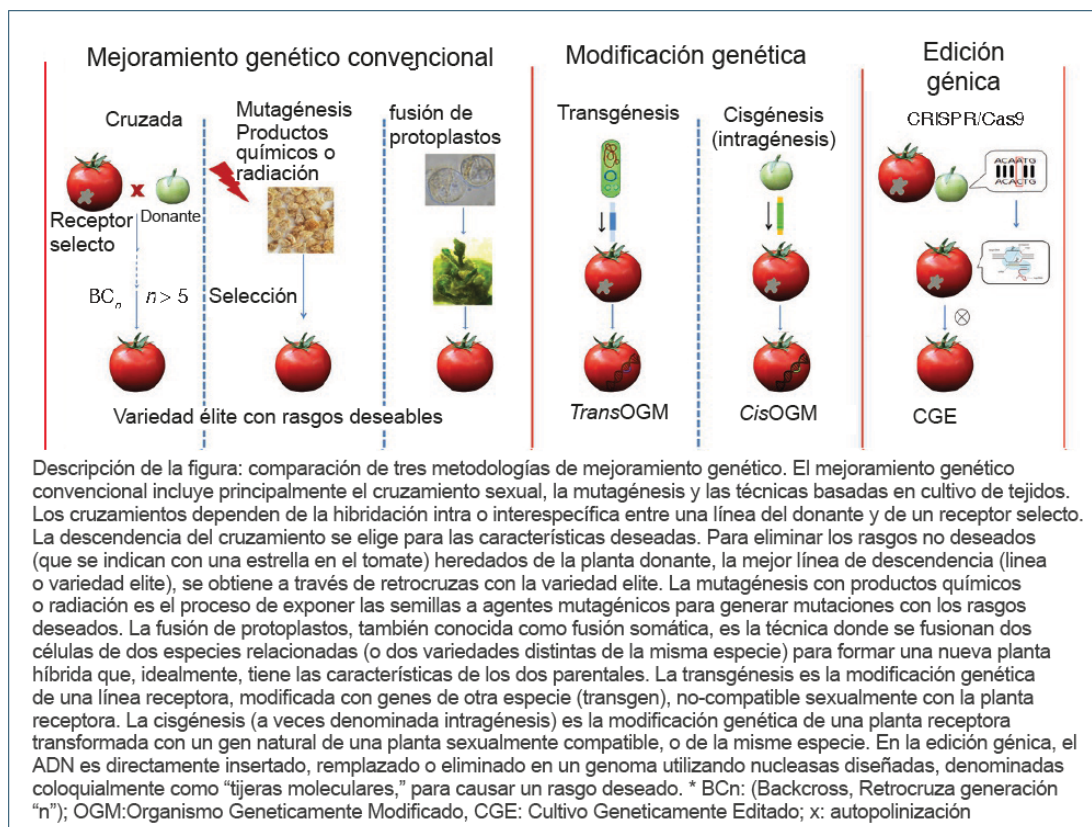 Mejoramiento genético convencional
Modificación genética
Edición
génica
Cruzada
x
Receptor
selecto
Donante
BCn n > 5
Mutagénesis
Productos
químicos o
radiación
Selección
fusión de
protoplastos
Variedad élite con rasgos deseables
Transgénesis
TransOGM
Cisgénesis
(intragénesis)
CisOGM
CRISPR/Cas9
ACAATG
ACACTG
CGE
Descripción de la figura: comparación de tres metodologías de mejoramiento genético. El mejoramiento genético
convencional incluye principalmente el cruzamiento sexual, la mutagénesis y las técnicas basadas en cultivo de tejidos.
Los cruzamientos dependen de la hibridación intra o interespecífica entre una línea del donante y de un receptor selecto.
La descendencia del cruzamiento se elige para las características deseadas. Para eliminar los rasgos no deseados
(que se indican con una estrella en el tomate) heredados de la planta donante, la mejor línea de descendencia (linea
o variedad elite), se obtiene a través de retrocruzas con la variedad elite. La mutagénesis con productos químicos
o radiación es el proceso de exponer las semillas a agentes mutagénicos para generar mutaciones con los rasgos
deseados. La fusión de protoplastos, también conocida como fusión somática, es la técnica donde se fusionan dos
células de dos especies relacionadas (o dos variedades distintas de la misma especie) para formar una nueva planta
híbrida que, idealmente, tiene las características de los dos parentales. La transgénesis es la modificación genética
de una línea receptora, modificada con genes de otra especie (transgen), no-compatible sexualmente con la planta
receptora. La cisgénesis (a veces denominada intragénesis) es la modificación genética de una planta receptora
transformada con un gen natural de una planta sexualmente compatible, o de la misme especie. En la edición génica, el
ADN es directamente insertado, remplazado o eliminado en un genoma utilizando nucleasas diseñadas, denominadas
coloquialmente como “tijeras moleculares,” para causar un rasgo deseado. * BCn: (Backcross, Retrocruza generación
“n”); OGM:Organismo Geneticamente Modificado, CGE: Cultivo Geneticamente Editado; x: autopolinización